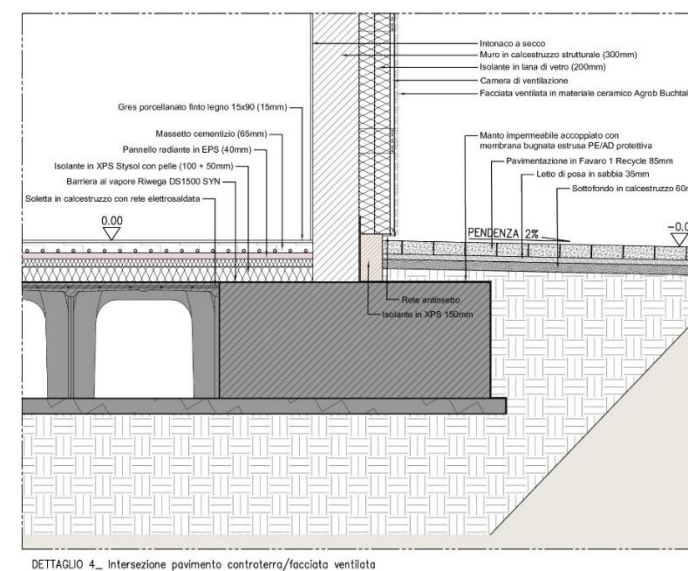 Intonaco a secco
Muro in calcestruzzo strutturale (300mm)
Isolante in lana di vetro (200mm)
Camera di ventilazione
Facciata ventilata in materiale ceramico Agrob Buchtal
Gres porcellanato finto legno 15x90 (15mm)
Massetto cementizio (65mm)
Pannello radiante in EPS (40mm)
Isolante in XPS Stysol con pelle (100 + 50mm)
Barriera al vapore Riwega DS1500 SYN
Soletta in calcestruzzo con rete elettrosaldata
0.00
Manto impermeabile accoppiato con
membrana bugnata estrusa PE/AD protettiva
Pavimentazione in Favaro 1 Recycle 85mm
Letto di posa in sabbia 35mm
Sottofondo in calcestruzzo 60m
PENDENZA 2%
-0.0
Rete antinsetto
Isolante in XPS 150mm
DETTAGLIO 4_ Intersezione pavimento controterra/facciata ventilata